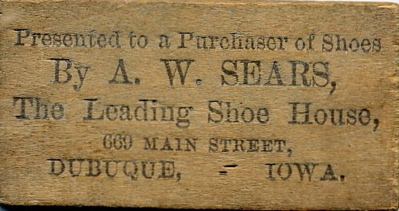 Presented to a Purchaser of Shoes
By A. W. SEARS,
The Leading Shoe House,
669 MAIN STREET,
DUBUQUE, - IOWA.